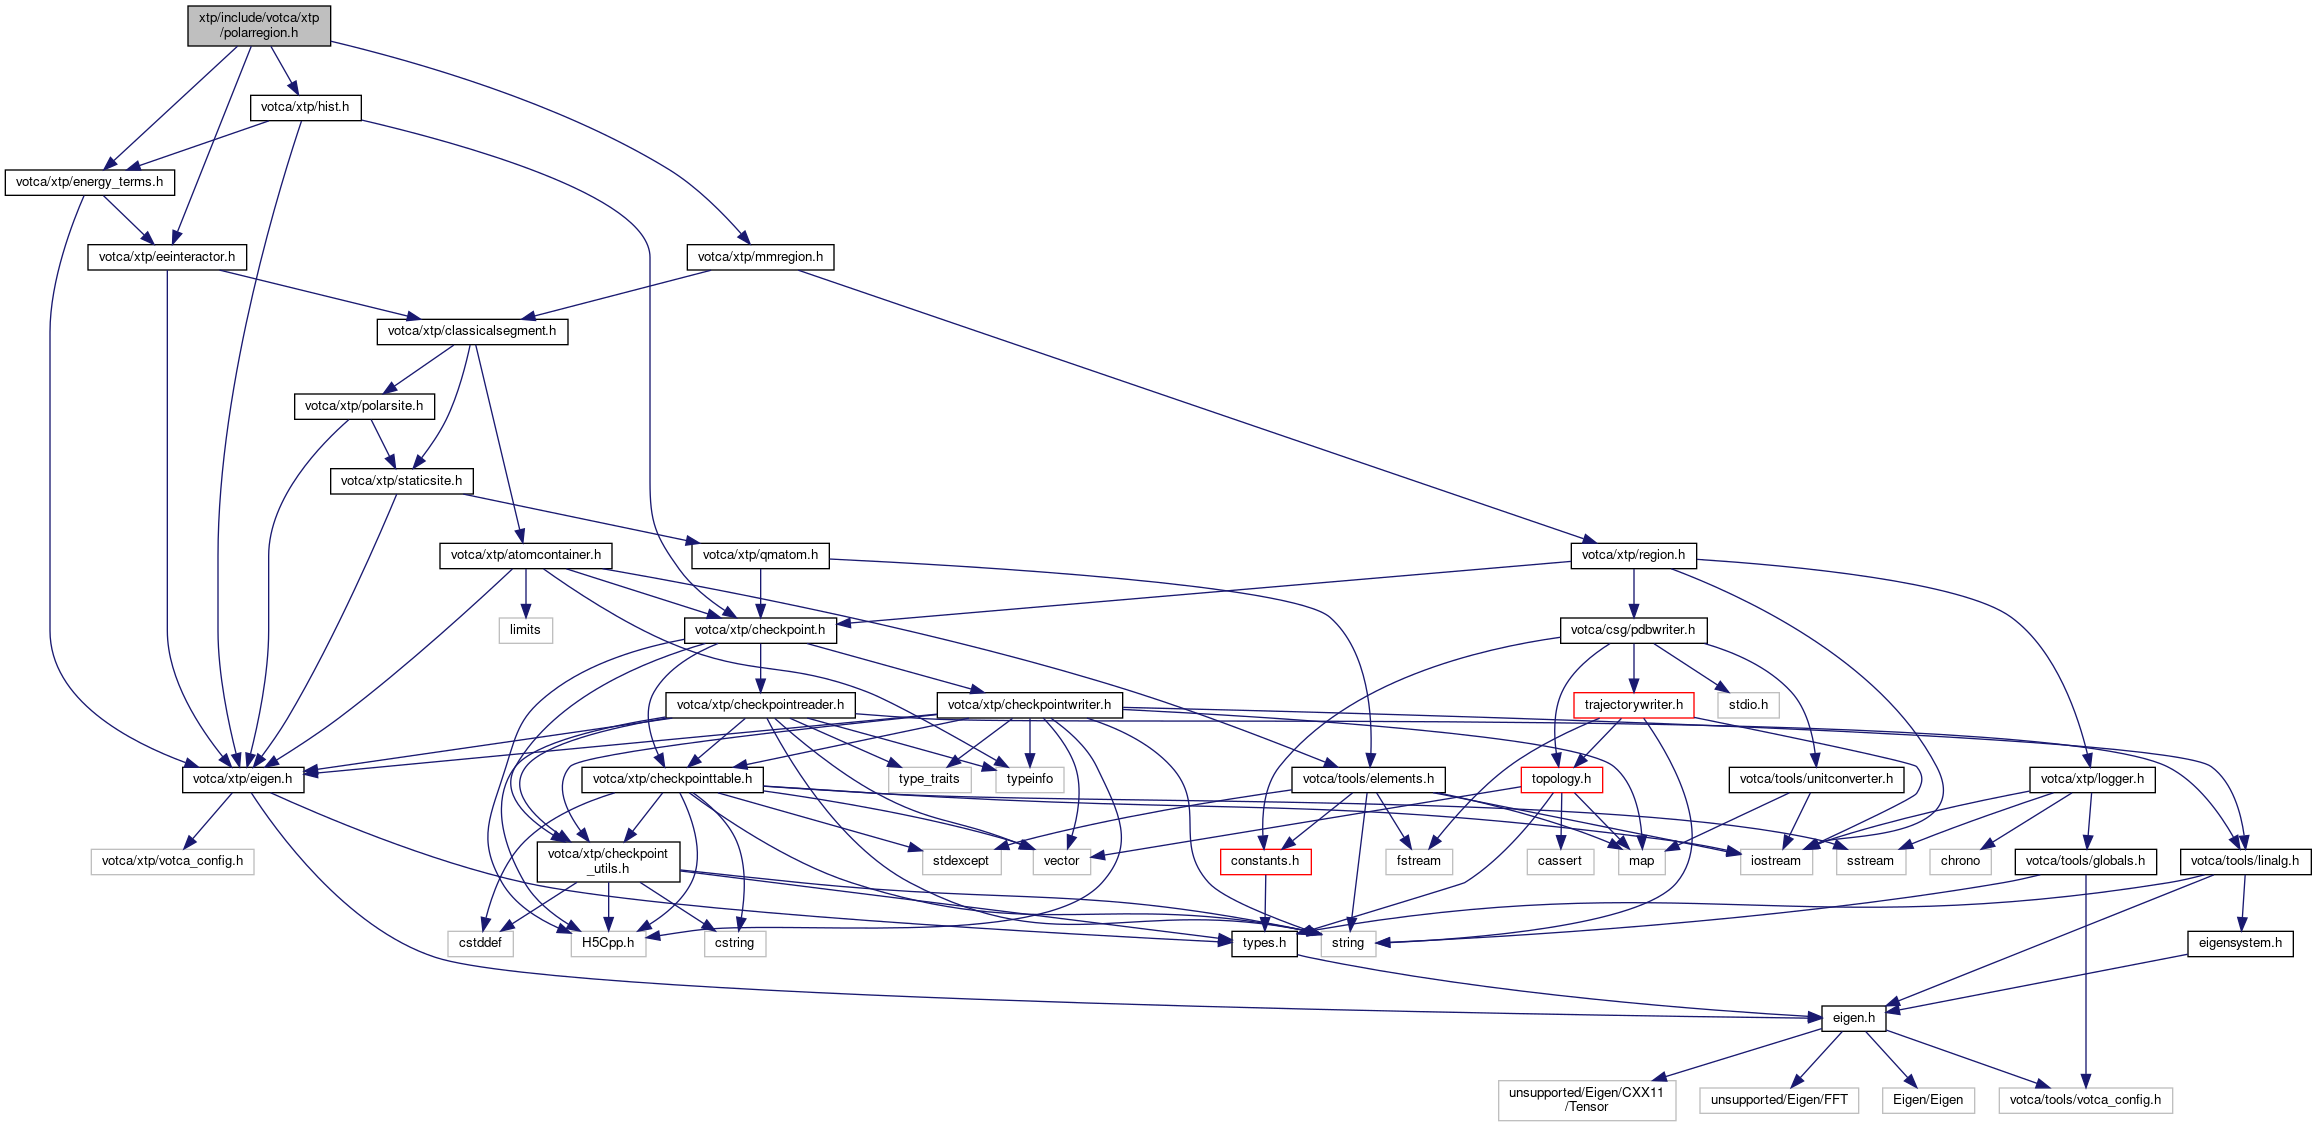 xtp/include/votca/xtp
/polarregion.h
votca/xtp/hist.h
votca/xtp/energy_terms.h
votca/xtp/eeinteractor.h
votca/xtp/mmregion.h
votca/xtp/classicalsegment.h
votca/xtp/polarsite.h
votca/xtp/staticsite.h
votca/xtp/atomcontainer.h
votca/xtp/qmatom.h
votca/xtp/region.h
limits
votca/xtp/checkpoint.h
votca/csg/pdbwriter.h
votca/xtp/checkpointreader.h
votca/xtp/checkpointwriter.h
trajectorywriter.h
stdio.h
votca/xtp/eigen.h
votca/xtp/checkpointtable.h
type_traits
typeinfo
votca/tools/elements.h
topology.h
votca/tools/unitconverter.h
votca/xtp/logger.h
votca/xtp/votca_config.h
votca/xtp/checkpoint
_utils.h
stdexcept
vector
constants.h
fstream
cassert
map
iostream
sstream
chrono
votca/tools/globals.h
votca/tools/linalg.h
cstddef
H5Cpp.h
cstring
types.h
string
eigensystem.h
eigen.h
unsupported/Eigen/CXX11
/Tensor
unsupported/Eigen/FFT
Eigen/Eigen
votca/tools/votca_config.h